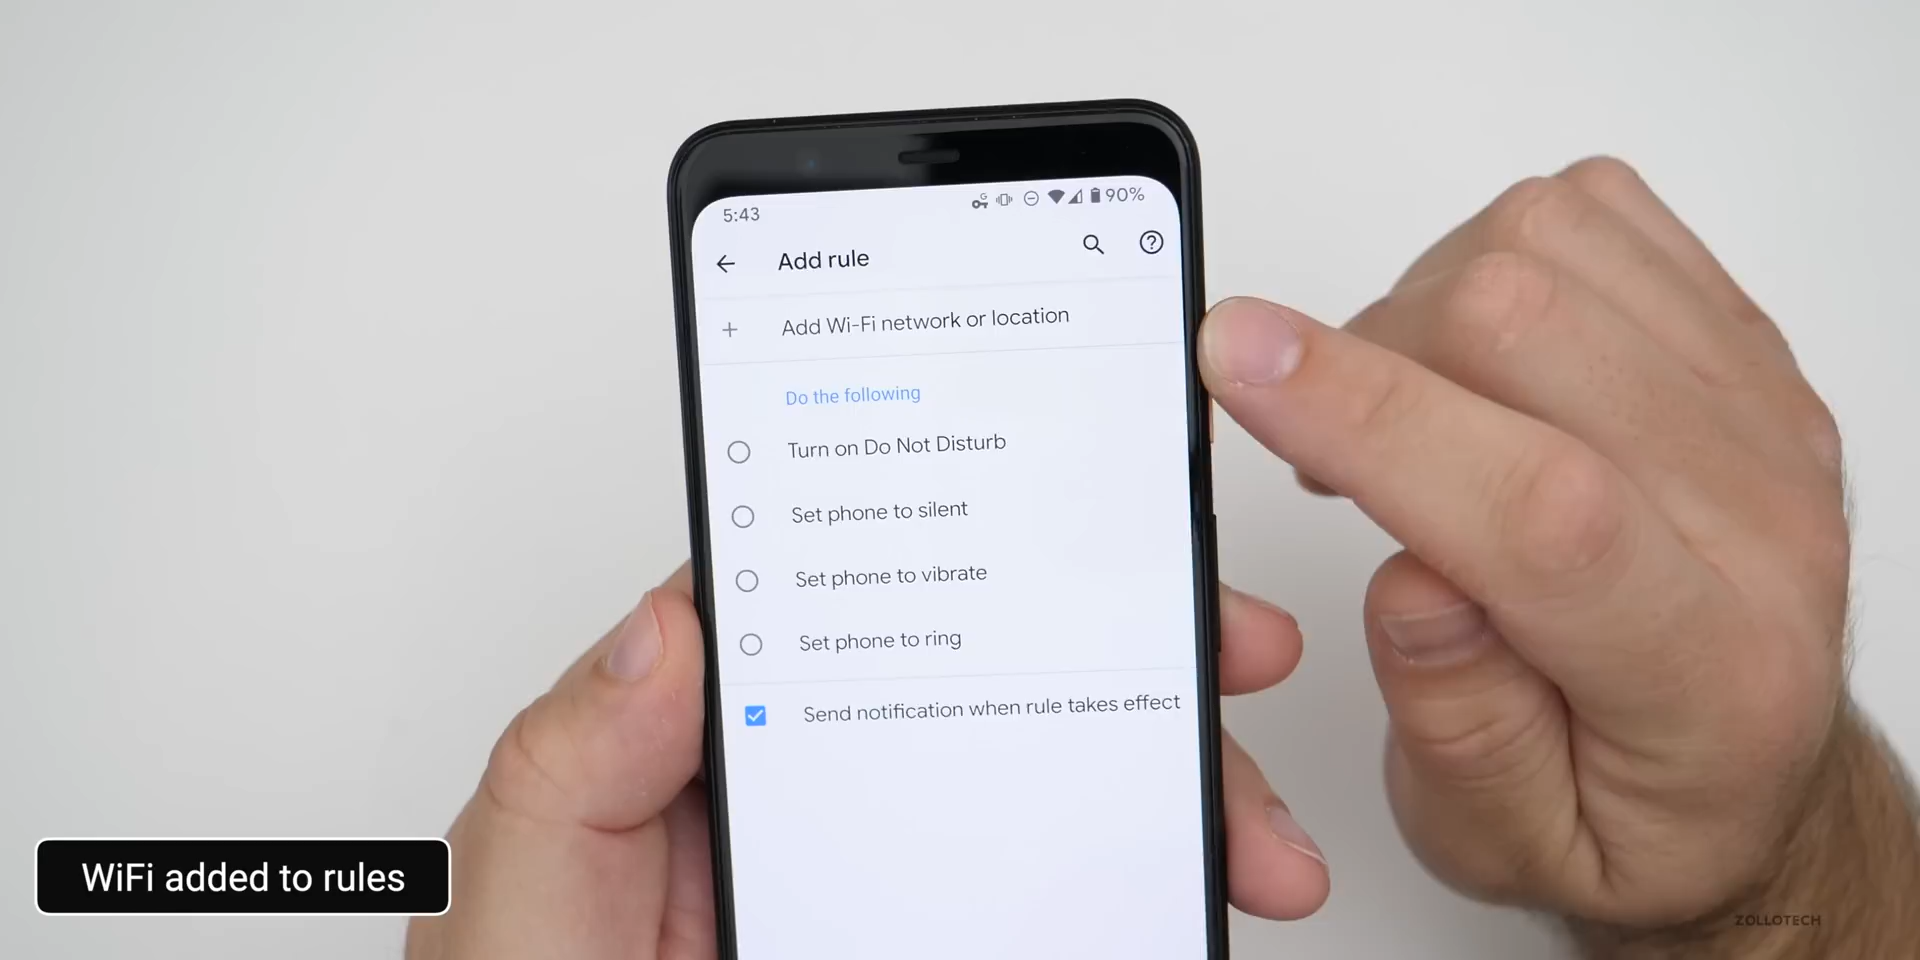 5:43
90%
Add rule
Add Wi-Fi network or location
Do the following
Turn on Do Not Disturb
Set phone to silent
Set phone to vibrate
Set phone to ring
Send notification when rule takes effect
WiFi added to rules
ZOLLOTECH